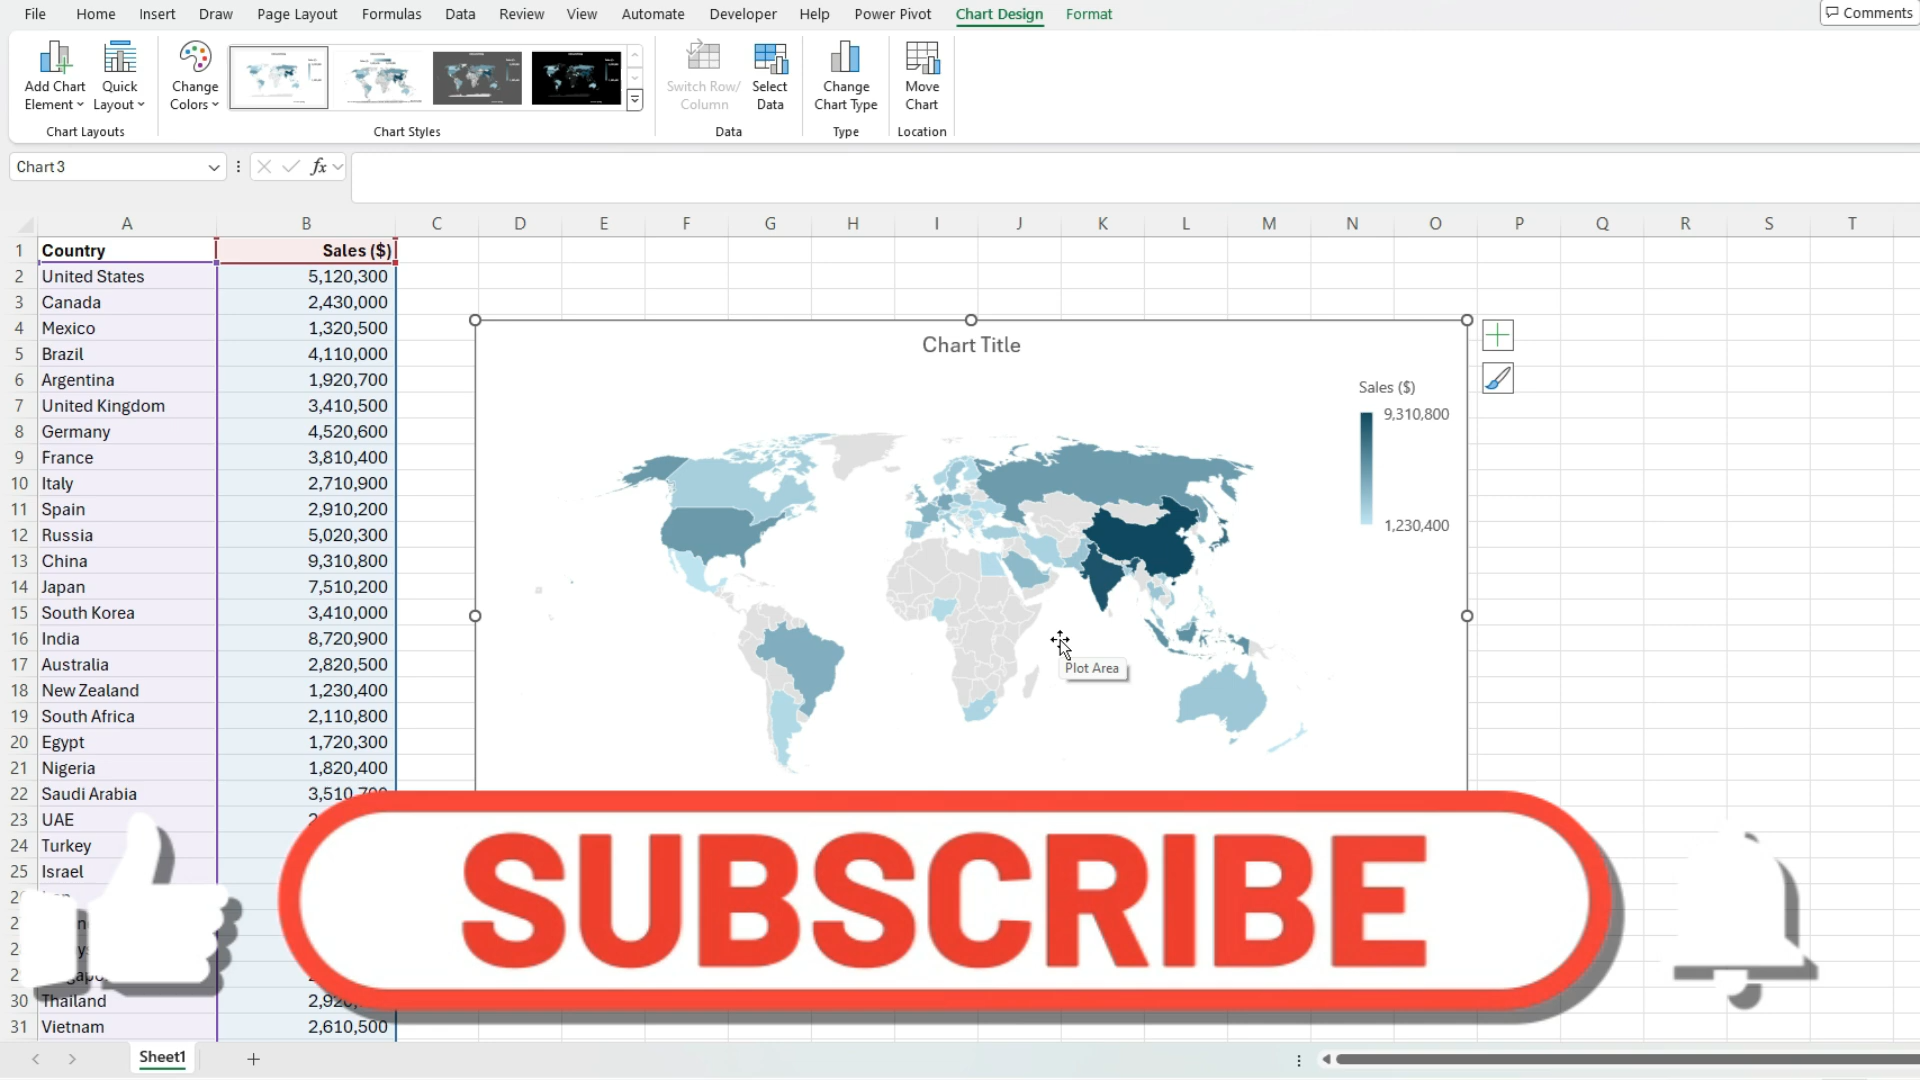 File Home Insert Draw Page Layout Formulas Data Review View Automate Developer Help Power Pivot Chart Design Format Comments
Add Chart Element Quick Layout Change Colors Switch Row/ Column Select Data Change Chart Type Move Chart
Chart Layouts Chart Styles Data Type Location
Chart 3 fx
A B C D E F G H I J K L M N O P Q R S T
1 Country Sales ($)
2 United States 5,120,300
3 Canada 2,430,000
4 Mexico 1,320,500
5 Brazil 4,110,000
6 Argentina 1,920,700
7 United Kingdom 3,410,500
8 Germany 4,520,600
9 France 3,810,400
10 Italy 2,710,900
11 Spain 2,910,200
12 Russia 5,020,300
13 China 9,310,800
14 Japan 7,510,200
15 South Korea 3,410,000
16 India 8,720,900
17 Australia 2,820,500
18 New Zealand 1,230,400
19 South Africa 2,110,800
20 Egypt 1,720,300
21 Nigeria 1,820,400
22 Saudi Arabia
23 UAE
24 Turkey
25 Israel
30 Thailand
31 Vietnam 2,610,500
Chart Title
Sales ($)
9,310,800
1,230,400
Plot Area
SUBSCRIBE
Sheet1